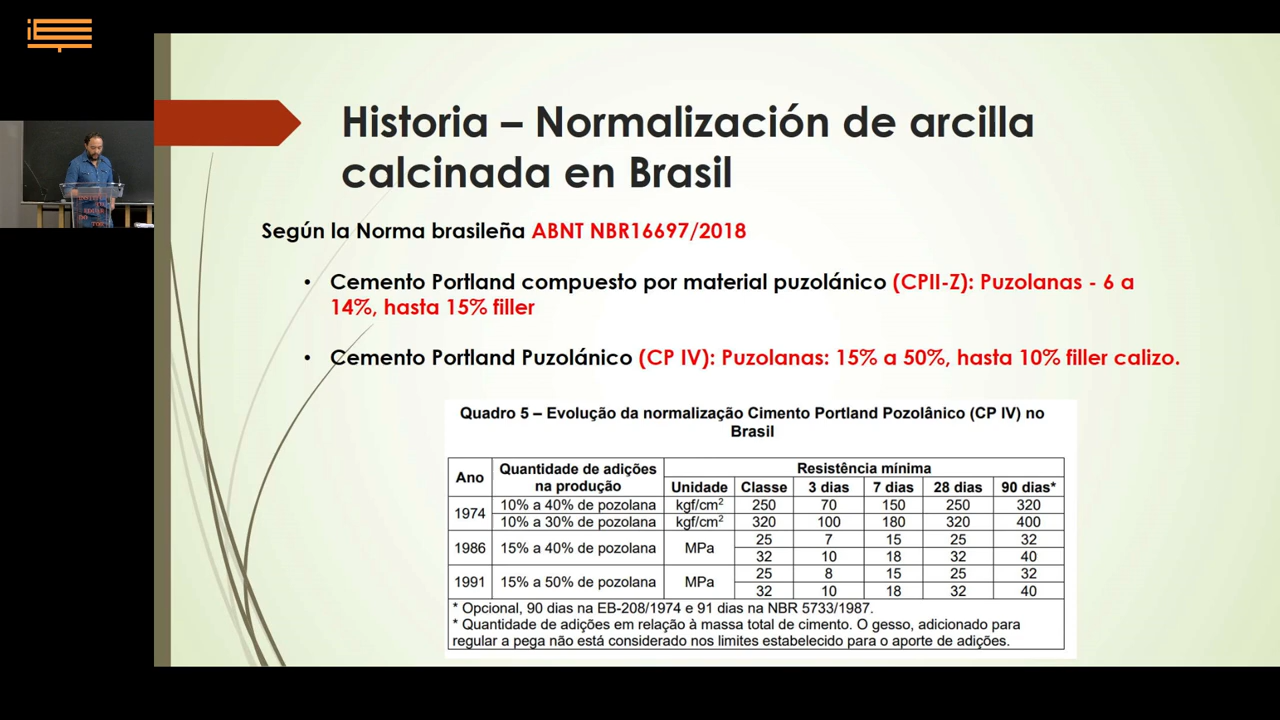 Historia – Normalización de arcilla
calcinada en Brasil
Según la Norma brasileña ABNT NBR16697/2018
• Cemento Portland compuesto por material puzolánico (CPII-Z): Puzolanas - 6 a
14%, hasta 15% filler
• Cemento Portland Puzolánico (CP IV): Puzolanas: 15% a 50%, hasta 10% filler calizo.
Quadro 5 – Evolução da normalização Cimento Portland Pozolânico (CP IV) no
Brasil
Ano Quantidade de adições na produção Resistência mínima
Unidade Classe 3 dias 7 dias 28 dias 90 dias*
1974 10% a 40% de pozolana kgf/cm² 250 70 150 250 320
10% a 30% de pozolana kgf/cm² 320 100 180 320 400
1986 15% a 40% de pozolana MPa 25 7 15 25 32
32 10 18 32 40
1991 15% a 50% de pozolana MPa 25 8 15 25 32
32 10 18 32 40
* Opcional, 90 dias na EB-208/1974 e 91 dias na NBR 5733/1987.
* Quantidade de adições em relação à massa total de cimento. O gesso, adicionado para
regular a pega não está considerado nos limites estabelecido para o aporte de adições.